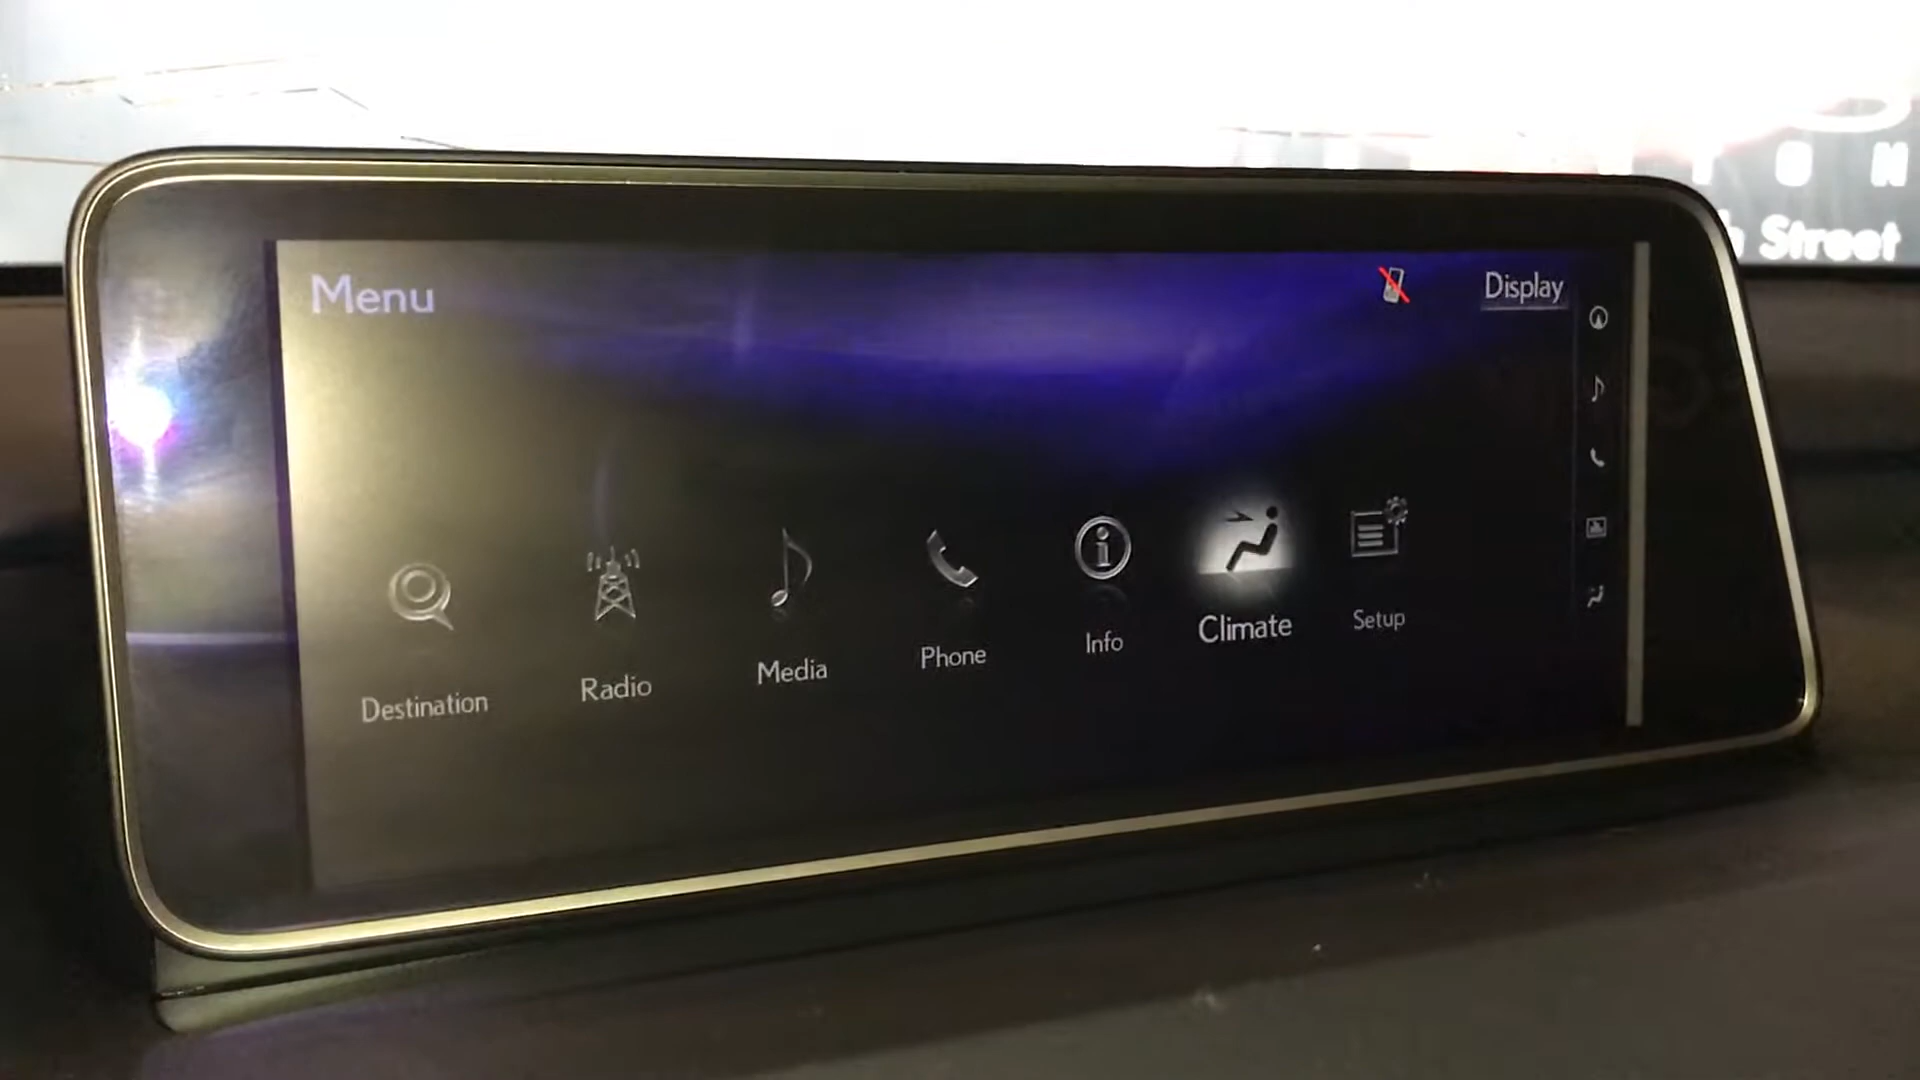 Street
Menu
Display
Destination
Radio
Media
Phone
Info
Climate
Setup